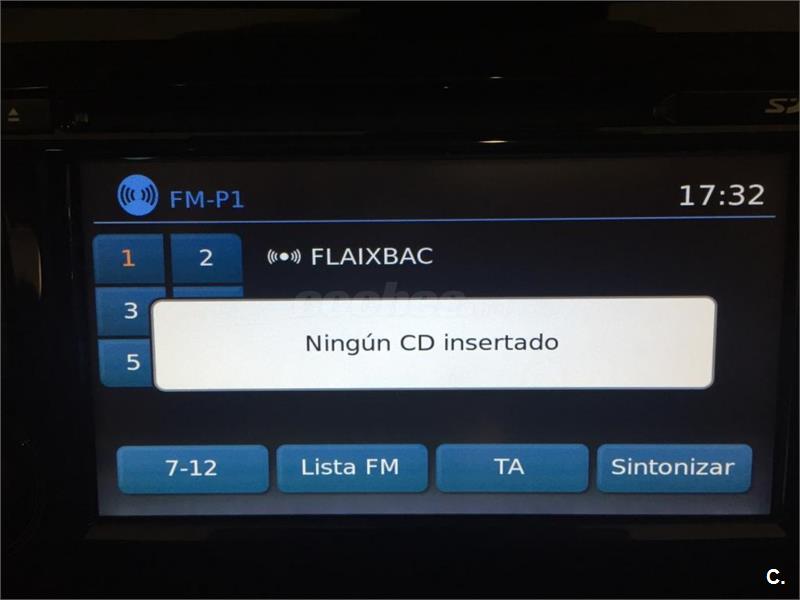 FM-P1
17:32
1
2
FLAIXBAC
3
5
Ningún CD insertado
7-12
Lista FM
TA
Sintonizar
C.